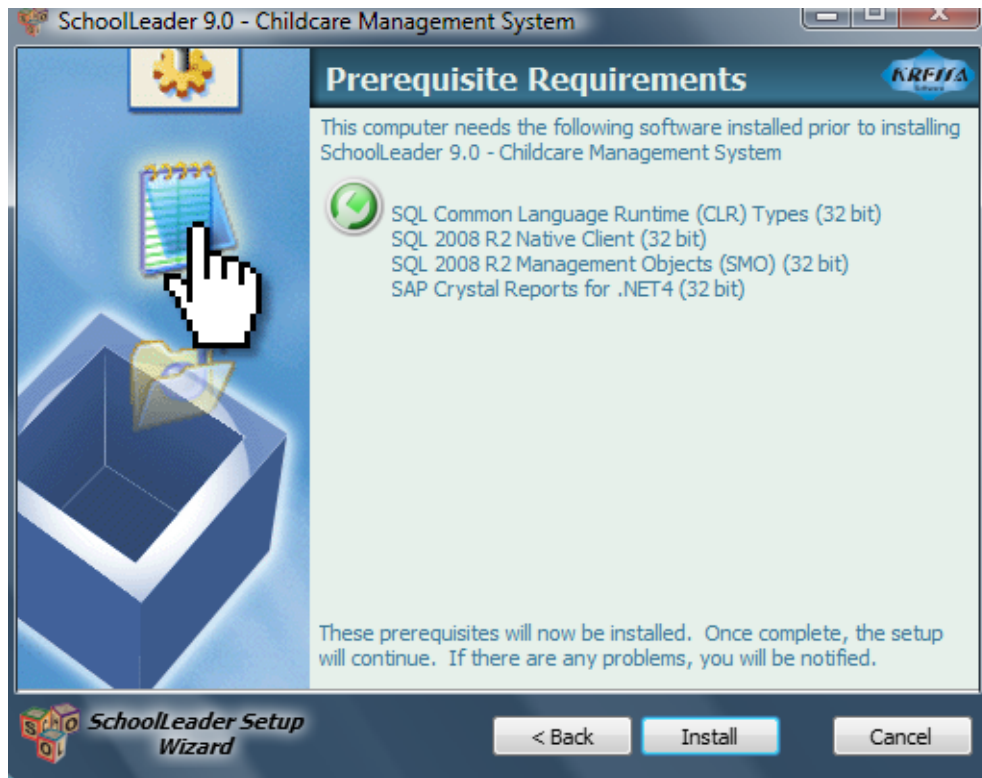 SchoolLeader 9.0 - Childcare Management System
Prerequisite Requirements
KREITA
This computer needs the following software installed prior to installing
SchoolLeader 9.0 - Childcare Management System
SQL Common Language Runtime (CLR) Types (32 bit)
SQL 2008 R2 Native Client (32 bit)
SQL 2008 R2 Management Objects (SMO) (32 bit)
SAP Crystal Reports for .NET4 (32 bit)
These prerequisites will now be installed. Once complete, the setup
will continue. If there are any problems, you will be notified.
SchoolLeader Setup
Wizard
< Back
Install
Cancel